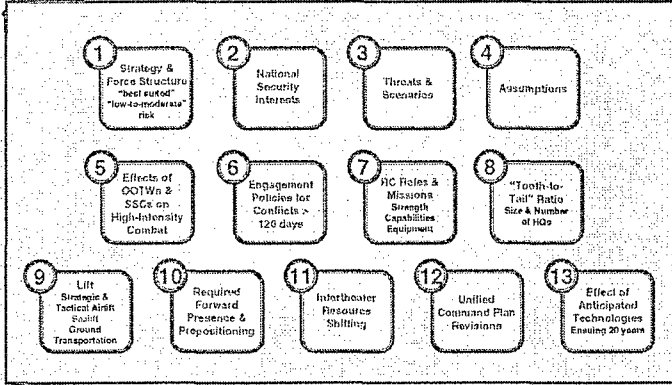 1
Strategy &
Force Structure
"best suited"
"low-to-moderate"
risk
2
National
Security
Interests
3
Threats &
Scenarios
4
Assumptions
5
Effects of
OOTWs &
SSCs on
High-Intensity
Combat
6
Engagement
Policies for
Conflicts >
120 days
7
RC Roles &
Missions
Strength
Capabilities
Equipment
8
"Tooth-to-
Tail" Ratio
Size & Number
of HQs
9
Lift
Strategic &
Tactical Airlift
Sealift
Ground
Transportation
10
Required
Forward
Presence &
Prepositioning
11
Intertheater
Resource
Shifting
12
Unified
Command Plan
Revisions
13
Effect of
Anticipated
Technologies
Ensuing 20 years